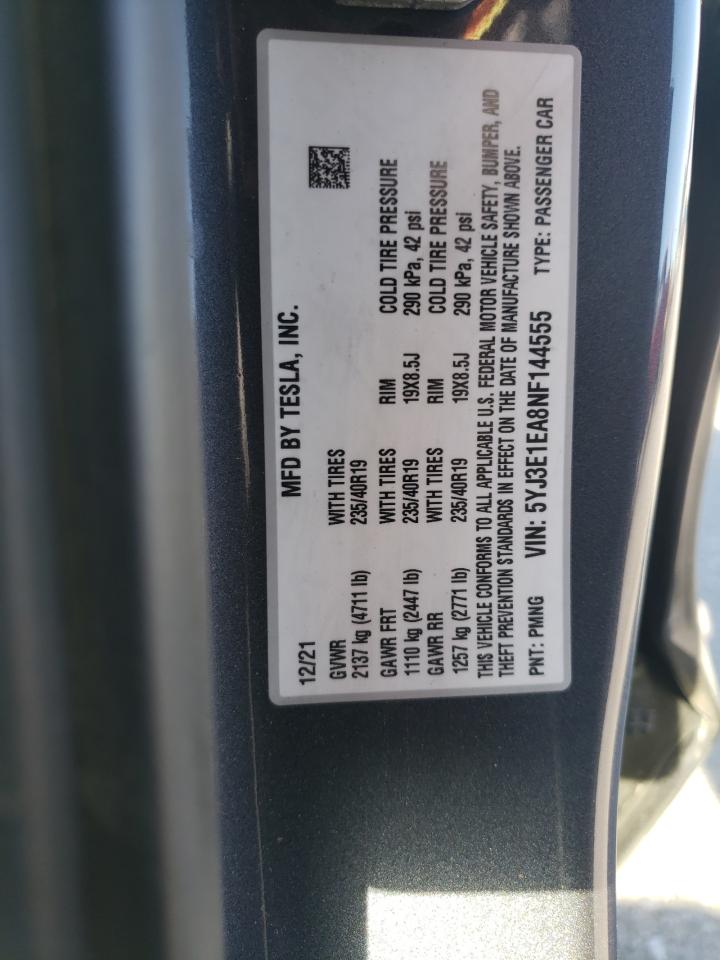 MFD BY TESLA, INC.
12/21
GVWR WITH TIRES
2137 kg (4711 lb) 235/40R19
GAWR FRT WITH TIRES RIM COLD TIRE PRESSURE
1110 kg (2447 lb) 235/40R19 19X8.5J 290 kPa, 42 psi
GAWR RR WITH TIRES RIM COLD TIRE PRESSURE
1257 kg (2771 lb) 235/40R19 19X8.5J 290 kPa, 42 psi
THIS VEHICLE CONFORMS TO ALL APPLICABLE U.S. FEDERAL MOTOR VEHICLE SAFETY, BUMPER, AND
THEFT PREVENTION STANDARDS IN EFFECT ON THE DATE OF MANUFACTURE SHOWN ABOVE.
PNT: PMNG VIN: 5YJ3E1EA8NF144555 TYPE: PASSENGER CAR